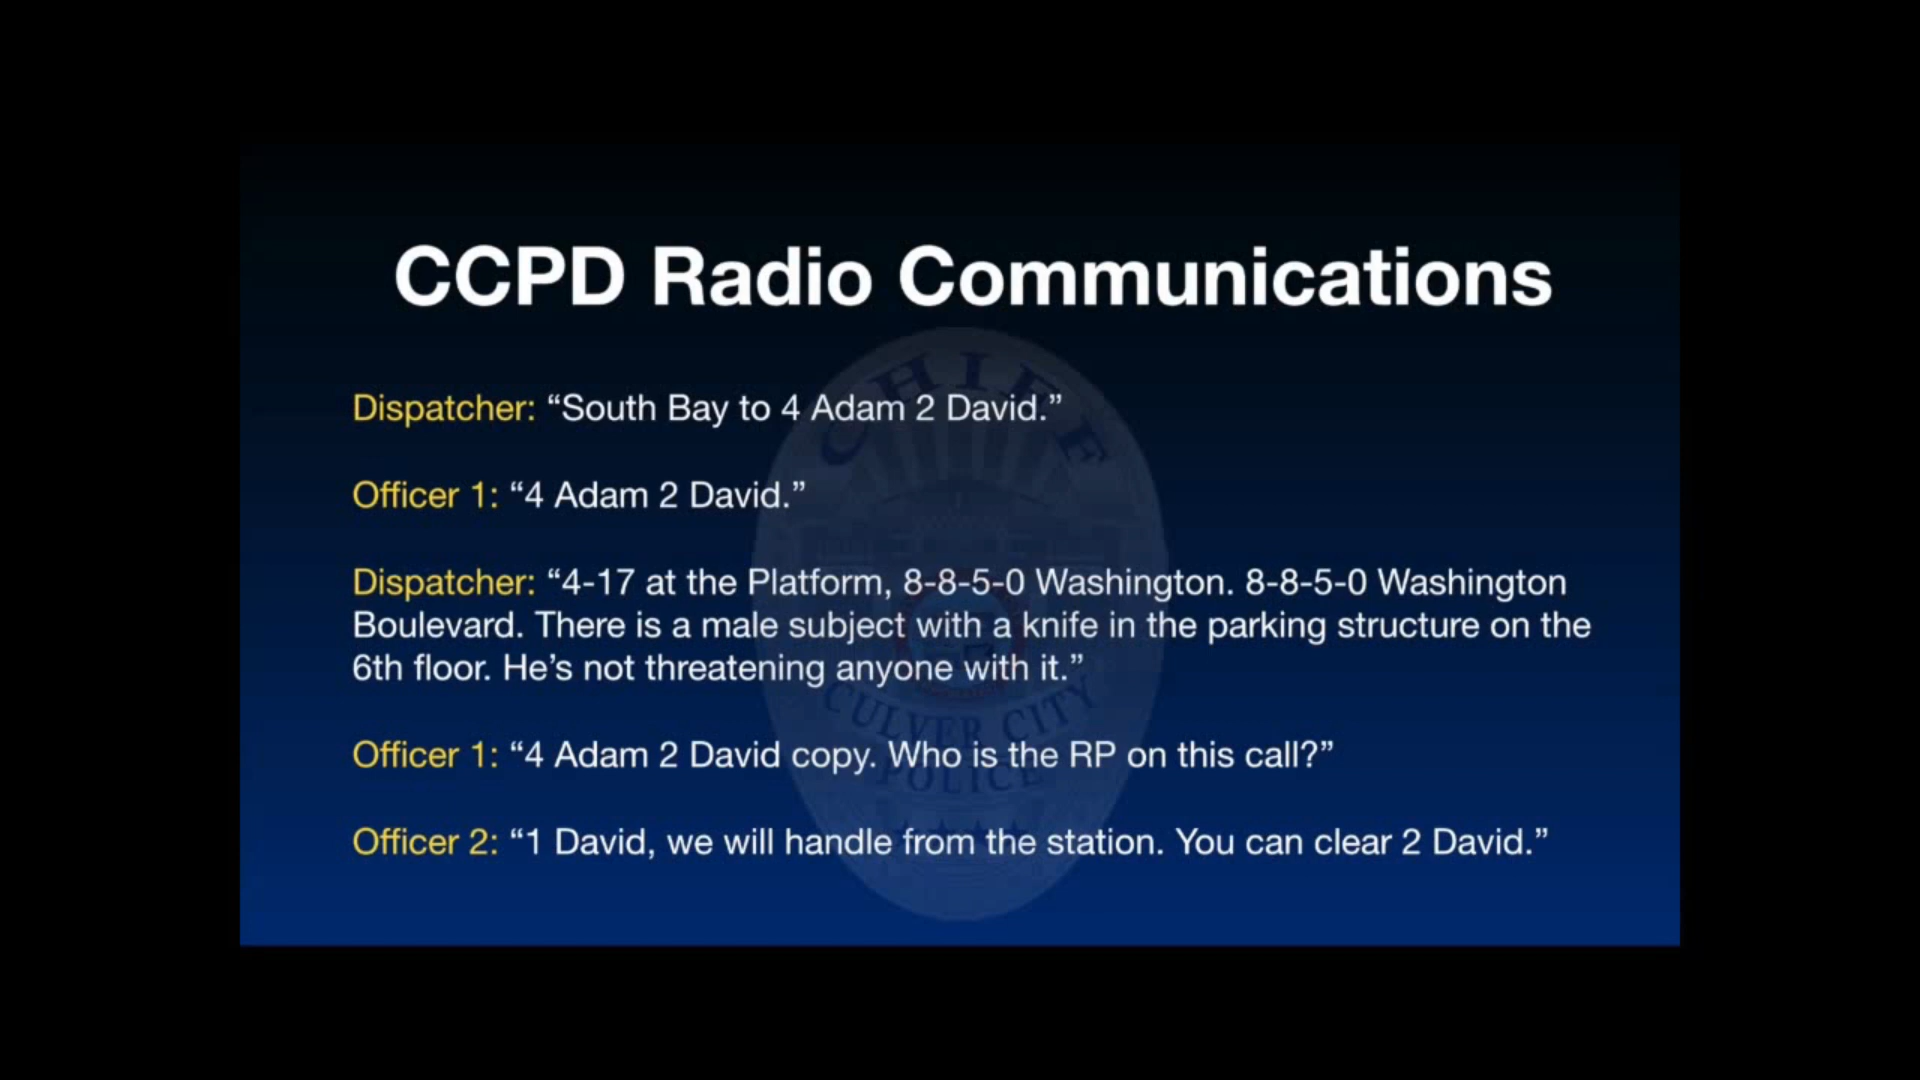 CCPD Radio Communications
Dispatcher: “South Bay to 4 Adam 2 David.”
Officer 1: “4 Adam 2 David.”
Dispatcher: “4-17 at the Platform, 8-8-5-0 Washington. 8-8-5-0 Washington
Boulevard. There is a male subject with a knife in the parking structure on the
6th floor. He’s not threatening anyone with it.”
Officer 1: “4 Adam 2 David copy. Who is the RP on this call?”
Officer 2: “1 David, we will handle from the station. You can clear 2 David.”
CHIEF
CULVER CITY
POLICE